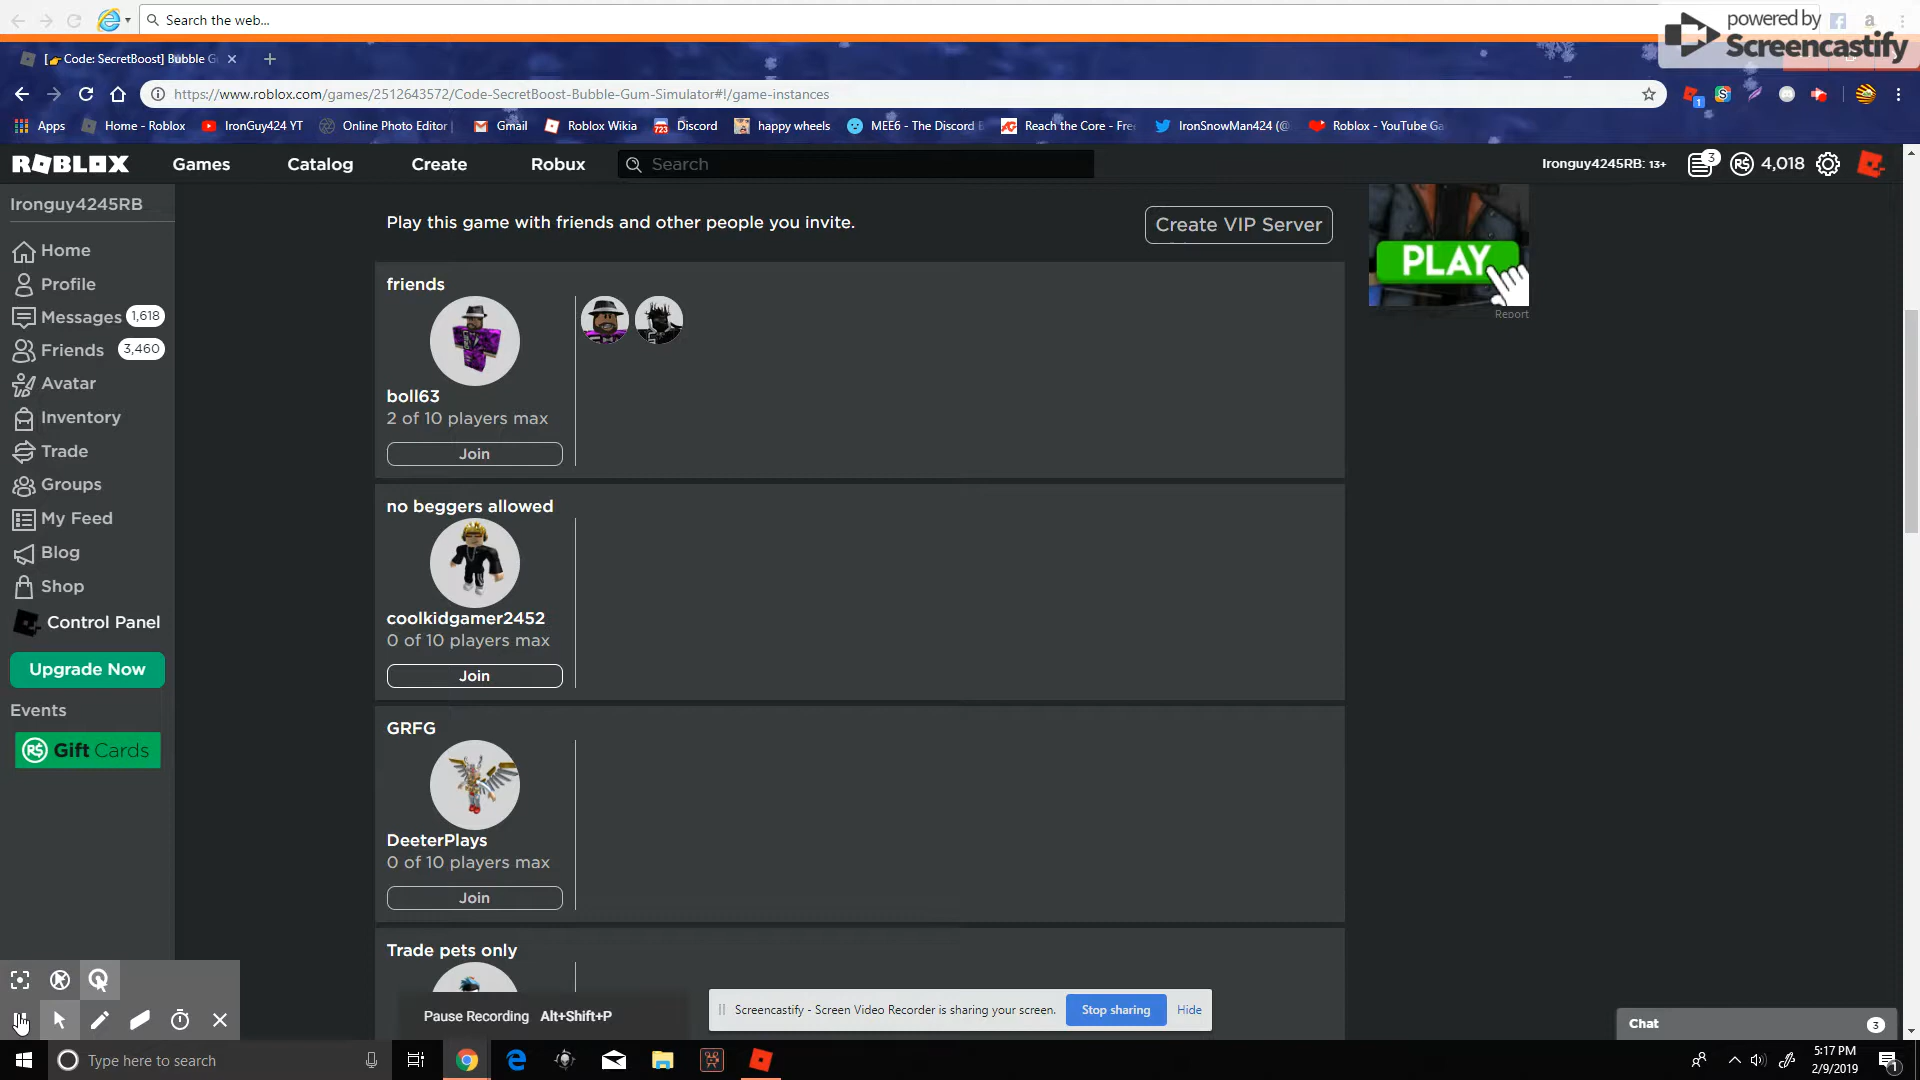 Search the web...
powered by
Screencastify
[👉 Code: SecretBoost] Bubble G
https://www.roblox.com/games/2512643572/Code-SecretBoost-Bubble-Gum-Simulator#!/game-instances
Apps
Home - Roblox
IronGuy424 YT
Online Photo Editor |
Gmail
Roblox Wikia
723
Discord
happy wheels
MEE6 - The Discord
Reach the Core - Fre
IronSnowMan424 (@
Roblox - YouTube Ga
1
ROBLOX
Games
Catalog
Create
Robux
Search
Ironguy4245RB: 13+
3
4,018
Ironguy4245RB
Home
Profile
Messages
1,618
Friends
3,460
Avatar
Inventory
Trade
Groups
My Feed
Blog
Shop
Control Panel
Upgrade Now
Events
R$ Gift Cards
Play this game with friends and other people you invite.
Create VIP Server
friends
boll63
2 of 10 players max
Join
no beggers allowed
coolkidgamer2452
0 of 10 players max
Join
GRFG
DeeterPlays
0 of 10 players max
Join
Trade pets only
PLAY
Report
Pause Recording Alt+Shift+P
Screencastify - Screen Video Recorder is sharing your screen.
Stop sharing
Hide
Chat
3
Type here to search
5:17 PM
2/9/2019
1